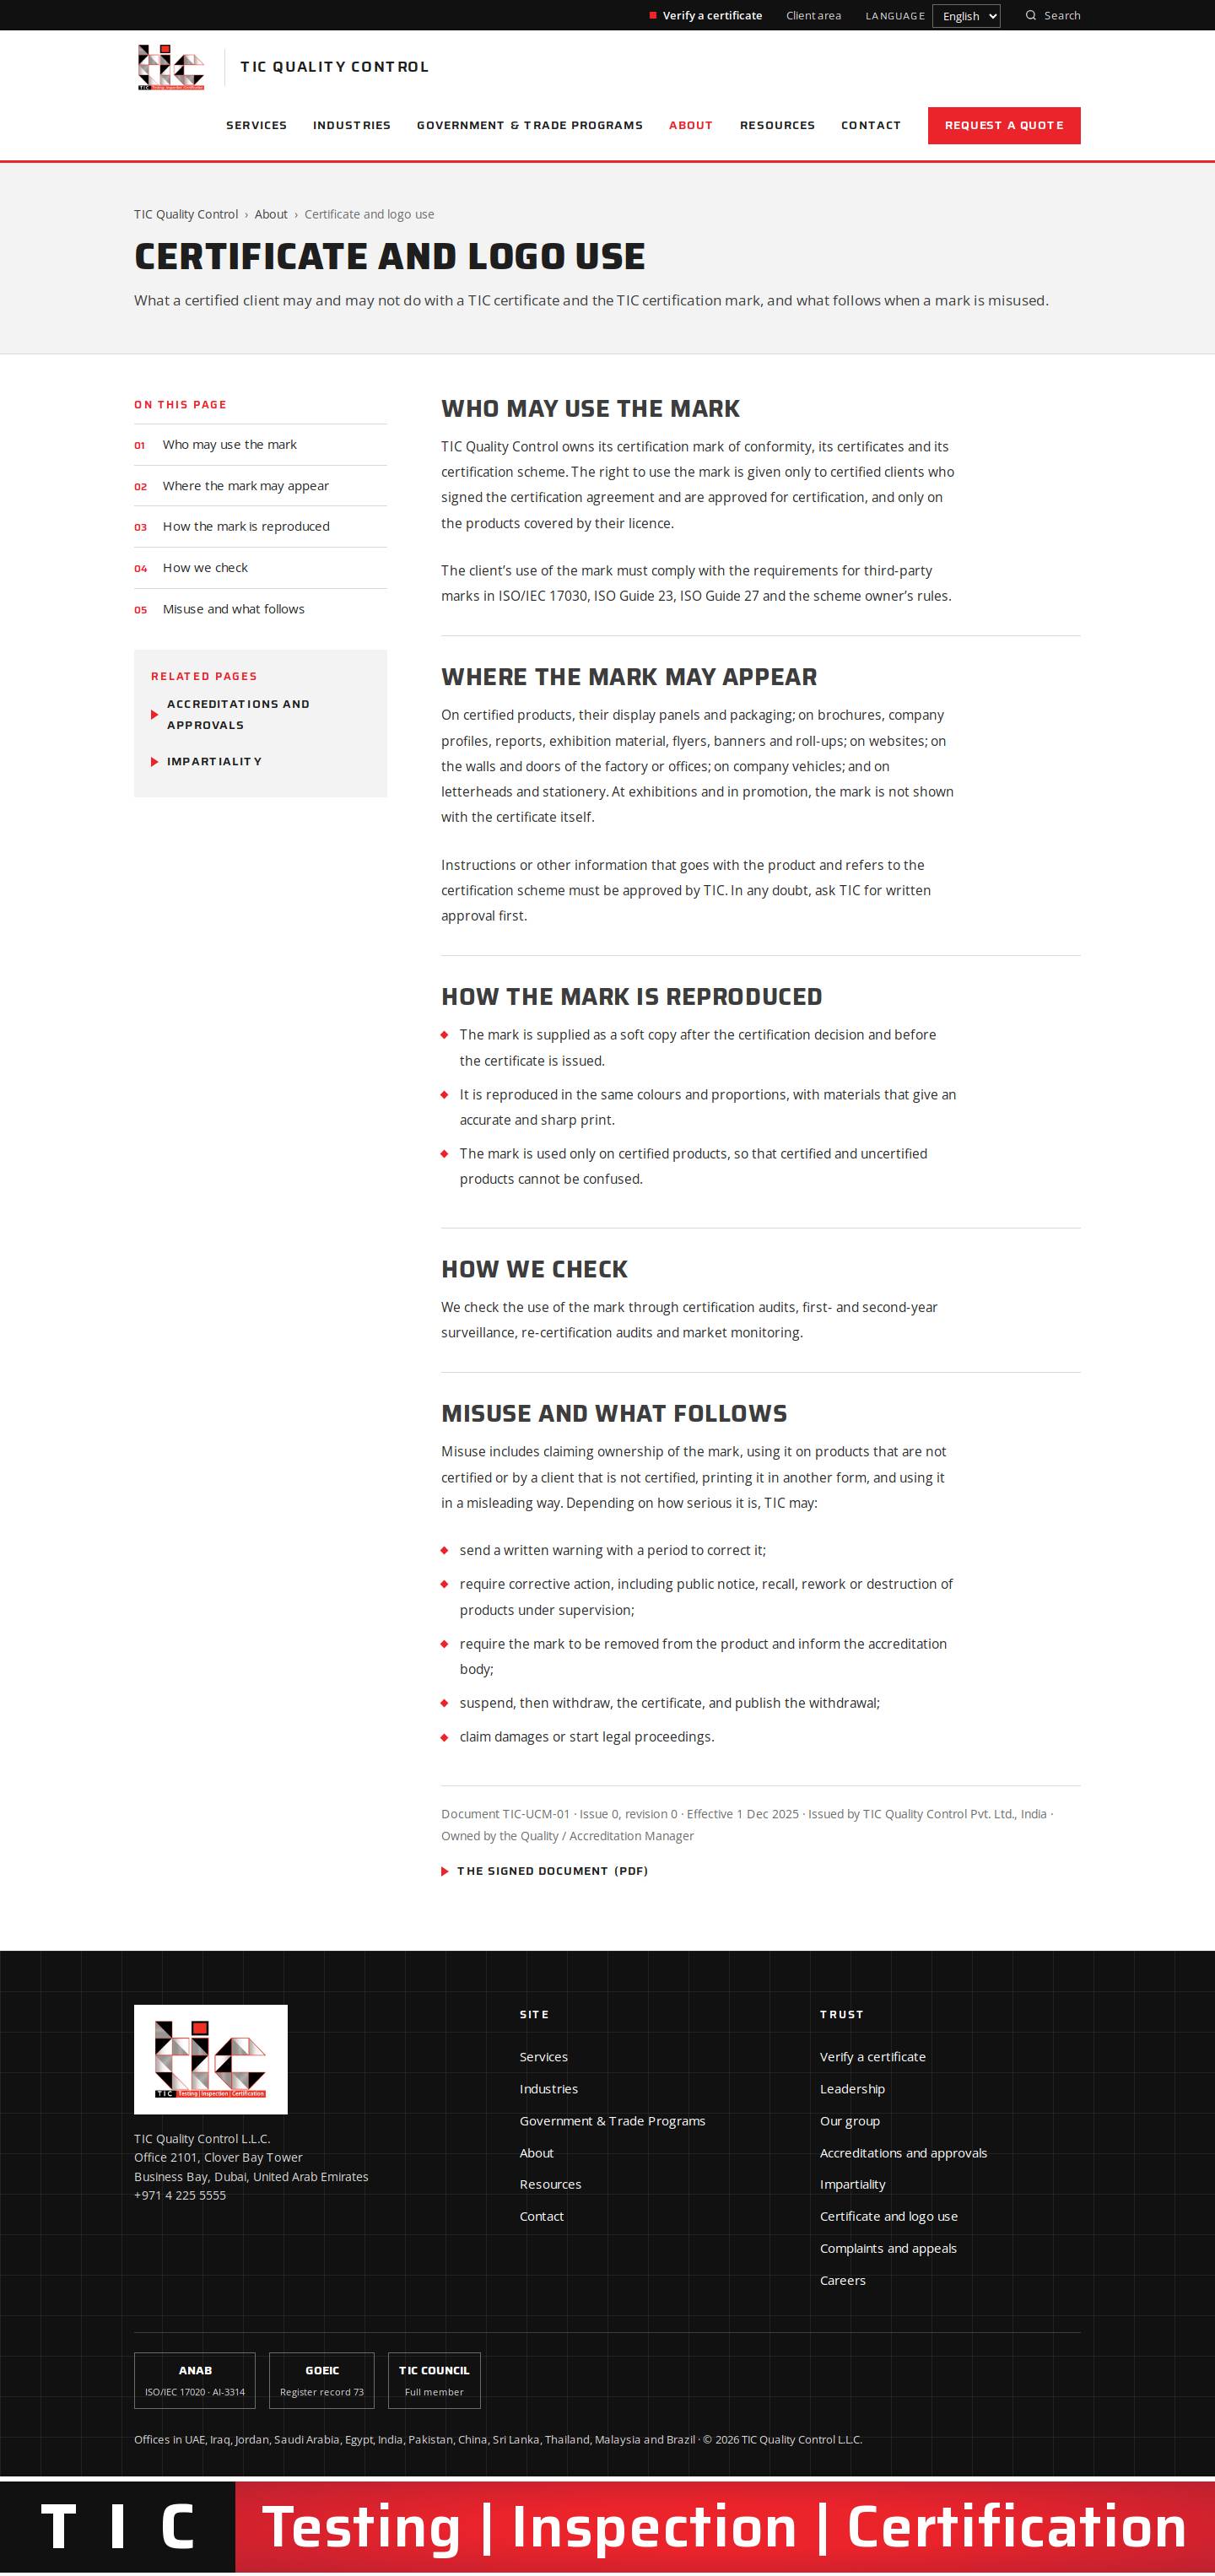 Verify a certificate
Client area
LANGUAGE
English
Search
tic
TIC Testing | Inspection | Certification
TIC QUALITY CONTROL
SERVICES
INDUSTRIES
GOVERNMENT & TRADE PROGRAMS
ABOUT
RESOURCES
CONTACT
REQUEST A QUOTE
TIC Quality Control › About › Certificate and logo use
CERTIFICATE AND LOGO USE
What a certified client may and may not do with a TIC certificate and the TIC certification mark, and what follows when a mark is misused.
ON THIS PAGE
01 Who may use the mark
02 Where the mark may appear
03 How the mark is reproduced
04 How we check
05 Misuse and what follows
RELATED PAGES
ACCREDITATIONS AND
APPROVALS
IMPARTIALITY
WHO MAY USE THE MARK
TIC Quality Control owns its certification mark of conformity, its certificates and its
certification scheme. The right to use the mark is given only to certified clients who
signed the certification agreement and are approved for certification, and only on
the products covered by their licence.
The client’s use of the mark must comply with the requirements for third-party
marks in ISO/IEC 17030, ISO Guide 23, ISO Guide 27 and the scheme owner’s rules.
WHERE THE MARK MAY APPEAR
On certified products, their display panels and packaging; on brochures, company
profiles, reports, exhibition material, flyers, banners and roll-ups; on websites; on
the walls and doors of the factory or offices; on company vehicles; and on
letterheads and stationery. At exhibitions and in promotion, the mark is not shown
with the certificate itself.
Instructions or other information that goes with the product and refers to the
certification scheme must be approved by TIC. In any doubt, ask TIC for written
approval first.
HOW THE MARK IS REPRODUCED
The mark is supplied as a soft copy after the certification decision and before
the certificate is issued.
It is reproduced in the same colours and proportions, with materials that give an
accurate and sharp print.
The mark is used only on certified products, so that certified and uncertified
products cannot be confused.
HOW WE CHECK
We check the use of the mark through certification audits, first- and second-year
surveillance, re-certification audits and market monitoring.
MISUSE AND WHAT FOLLOWS
Misuse includes claiming ownership of the mark, using it on products that are not
certified or by a client that is not certified, printing it in another form, and using it
in a misleading way. Depending on how serious it is, TIC may:
send a written warning with a period to correct it;
require corrective action, including public notice, recall, rework or destruction of
products under supervision;
require the mark to be removed from the product and inform the accreditation
body;
suspend, then withdraw, the certificate, and publish the withdrawal;
claim damages or start legal proceedings.
Document TIC-UCM-01 · Issue 0, revision 0 · Effective 1 Dec 2025 · Issued by TIC Quality Control Pvt. Ltd., India ·
Owned by the Quality / Accreditation Manager
THE SIGNED DOCUMENT (PDF)
tic
TIC Testing | Inspection | Certification
TIC Quality Control L.L.C.
Office 2101, Clover Bay Tower
Business Bay, Dubai, United Arab Emirates
+971 4 225 5555
SITE
Services
Industries
Government & Trade Programs
About
Resources
Contact
TRUST
Verify a certificate
Leadership
Our group
Accreditations and approvals
Impartiality
Certificate and logo use
Complaints and appeals
Careers
ANAB
ISO/IEC 17020 · AI-3314
GOEIC
Register record 73
TIC COUNCIL
Full member
Offices in UAE, Iraq, Jordan, Saudi Arabia, Egypt, India, Pakistan, China, Sri Lanka, Thailand, Malaysia and Brazil · © 2026 TIC Quality Control L.L.C.
TIC Testing | Inspection | Certification